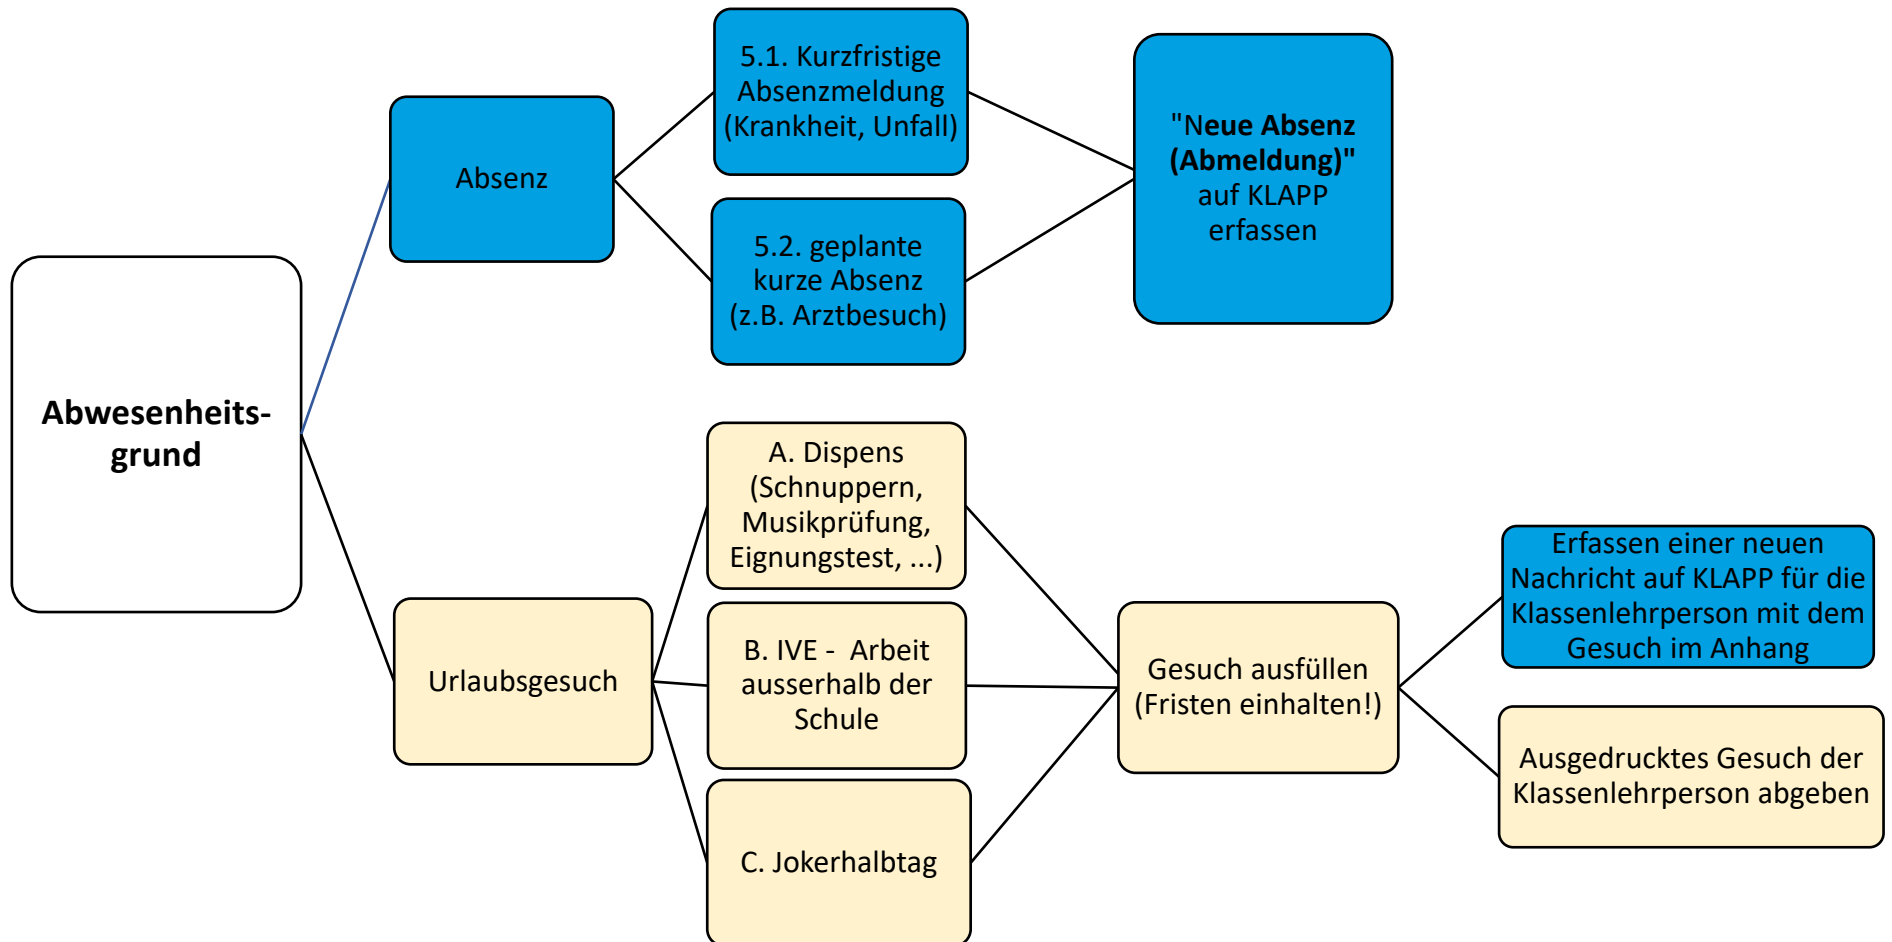 Abwesenheits-
grund
Absenz
5.1. Kurzfristige
Absenzmeldung
(Krankheit, Unfall)
5.2. geplante
kurze Absenz
(z.B. Arztbesuch)
"Neue Absenz
(Abmeldung)"
auf KLAPP
erfassen
Urlaubsgesuch
A. Dispens
(Schnuppern,
Musikprüfung,
Eignungstest, ...)
B. IVE - Arbeit
ausserhalb der
Schule
C. Jokerhalbtag
Gesuch ausfüllen
(Fristen einhalten!)
Erfassen einer neuen
Nachricht auf KLAPP für die
Klassenlehrperson mit dem
Gesuch im Anhang
Ausgedrucktes Gesuch der
Klassenlehrperson abgeben